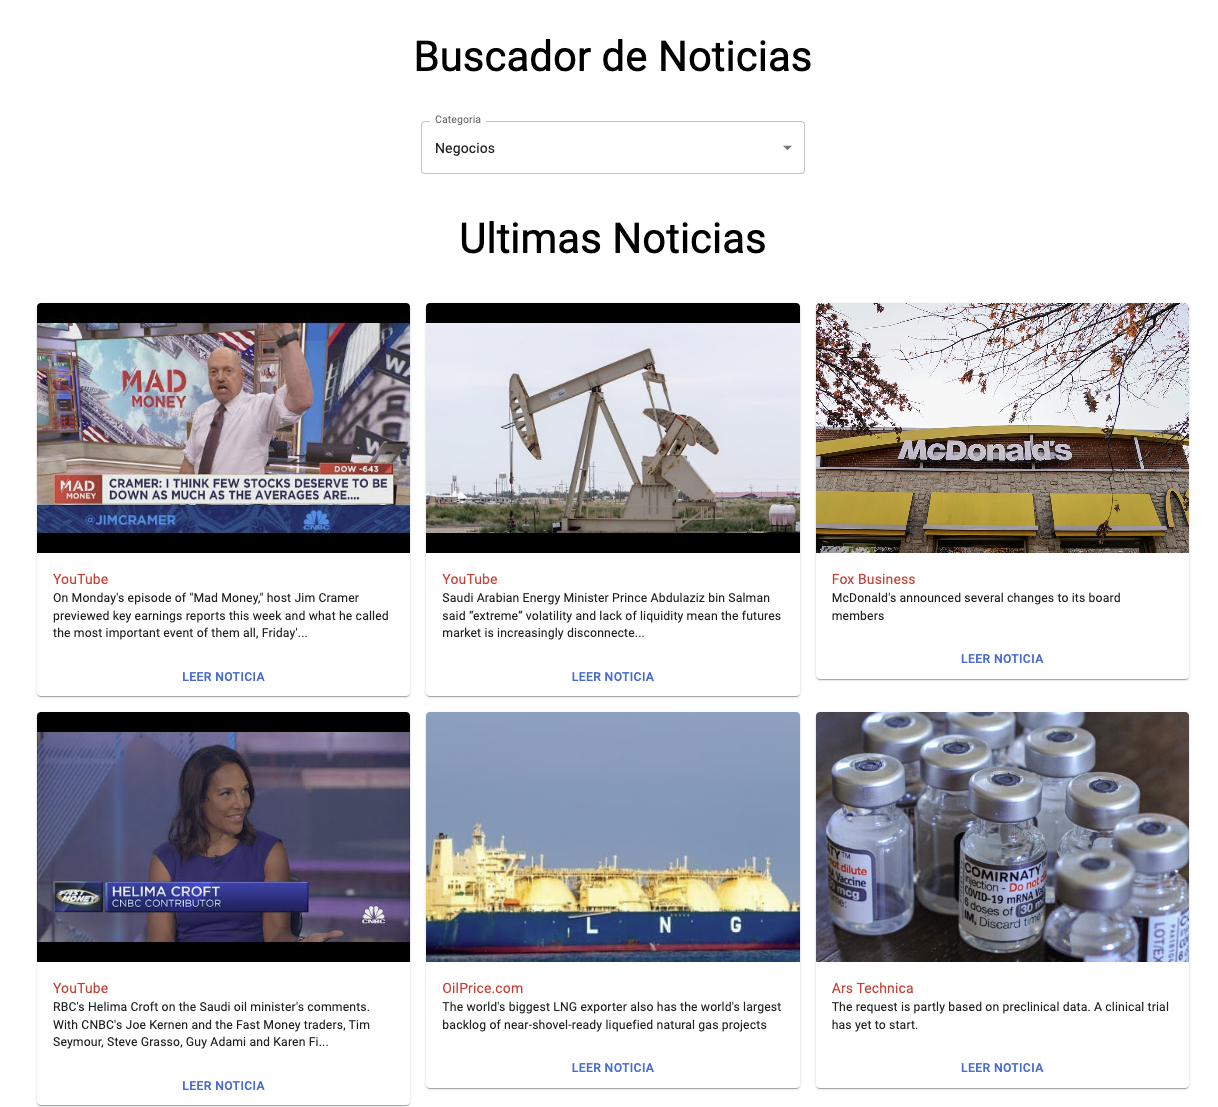 Buscador de Noticias
Categoria
Negocios
Ultimas Noticias
MAD
MONEY
DOW -643
MAD
MONEY
CRAMER: I THINK FEW STOCKS DESERVE TO BE
DOWN AS MUCH AS THE AVERAGES ARE....
@JIMCRAMER
CNBC
YouTube
On Monday's episode of "Mad Money," host Jim Cramer
previewed key earnings reports this week and what he called
the most important event of them all, Friday'...
LEER NOTICIA
YouTube
Saudi Arabian Energy Minister Prince Abdulaziz bin Salman
said “extreme” volatility and lack of liquidity mean the futures
market is increasingly disconnecte...
LEER NOTICIA
McDonald's
Fox Business
McDonald's announced several changes to its board
members
LEER NOTICIA
FAST
MONEY
HELIMA CROFT
CNBC CONTRIBUTOR
CNBC
YouTube
RBC's Helima Croft on the Saudi oil minister's comments.
With CNBC's Joe Kernen and the Fast Money traders, Tim
Seymour, Steve Grasso, Guy Adami and Karen Fi...
LEER NOTICIA
L N G
OilPrice.com
The world's biggest LNG exporter also has the world's largest
backlog of near-shovel-ready liquefied natural gas projects
LEER NOTICIA
COMIRNATY
Do not
COVID-19 mRNA
6 doses of 30
IM, Discard time
LOT/EX
Ars Technica
The request is partly based on preclinical data. A clinical trial
has yet to start.
LEER NOTICIA